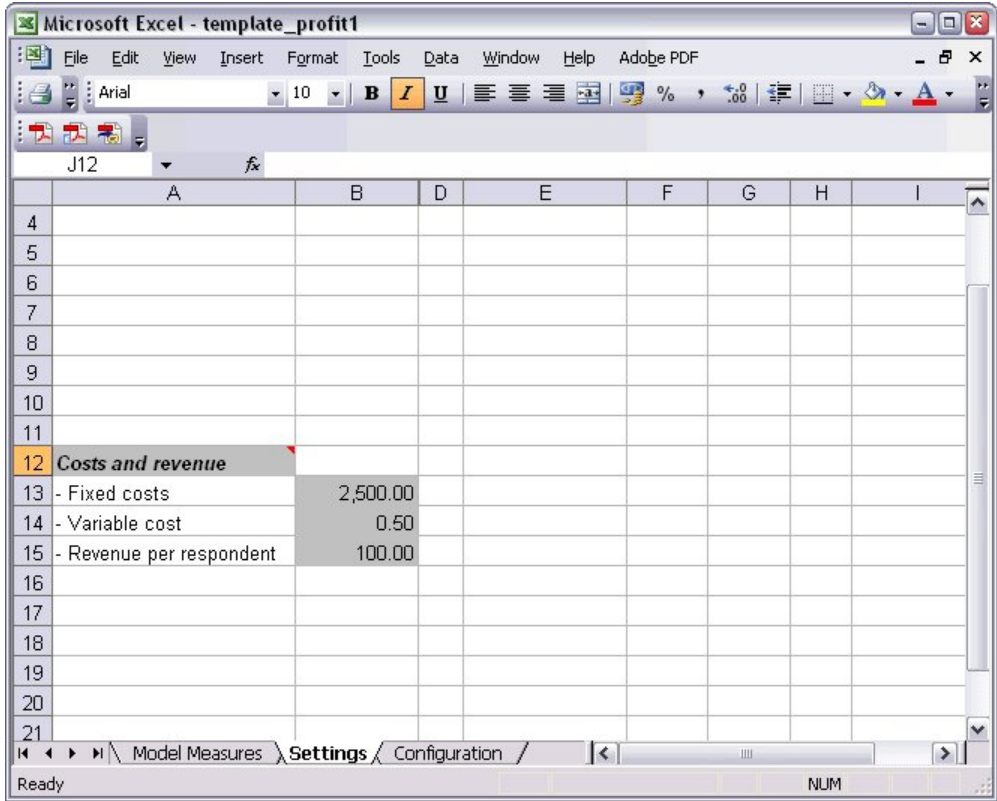 Microsoft Excel - template_profit1
File Edit View Insert Format Tools Data Window Help Adobe PDF
Arial 10 B I U % , .00 A
J12 fx
A B D E F G H I
4
5
6
7
8
9
10
11
12 Costs and revenue
13 - Fixed costs 2,500.00
14 - Variable cost 0.50
15 - Revenue per respondent 100.00
16
17
18
19
20
21
Model Measures Settings Configuration
Ready NUM